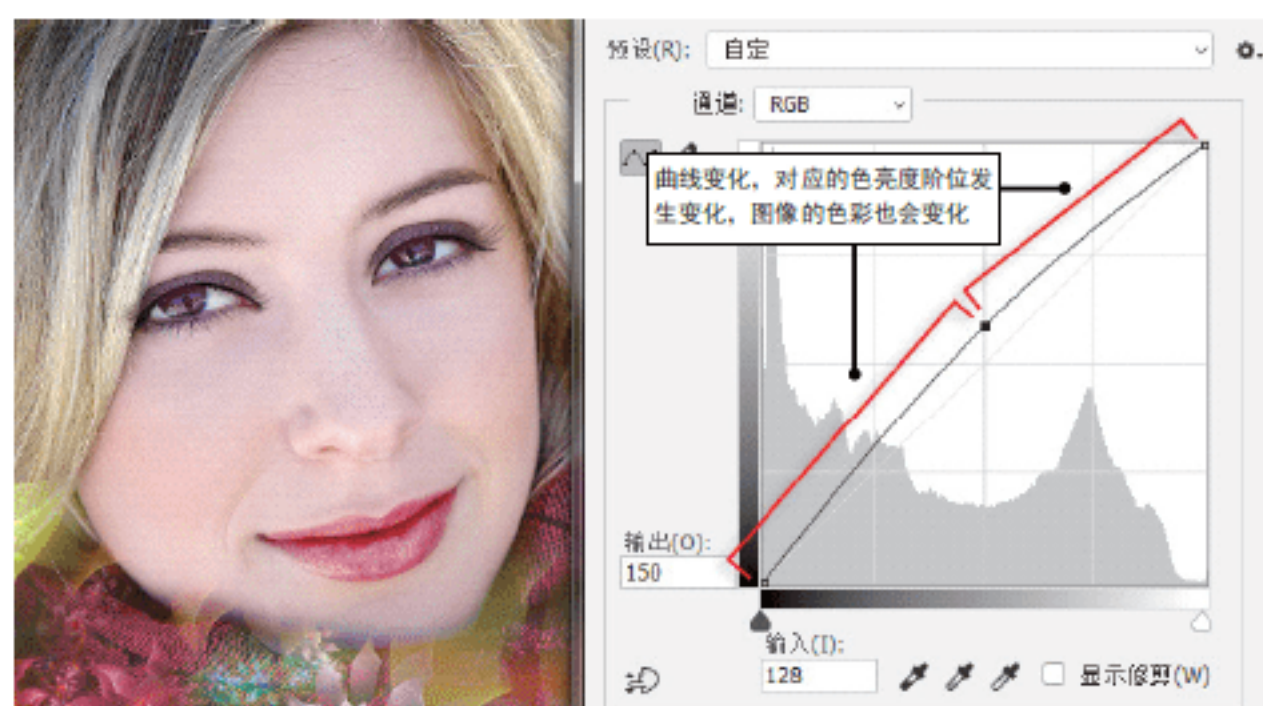 预设(R): 自定
通道: RGB
曲线变化，对应的色亮度阶位发
生变化，图像的色彩也会变化
输出(O):
150
输入(I):
128
显示修剪(W)